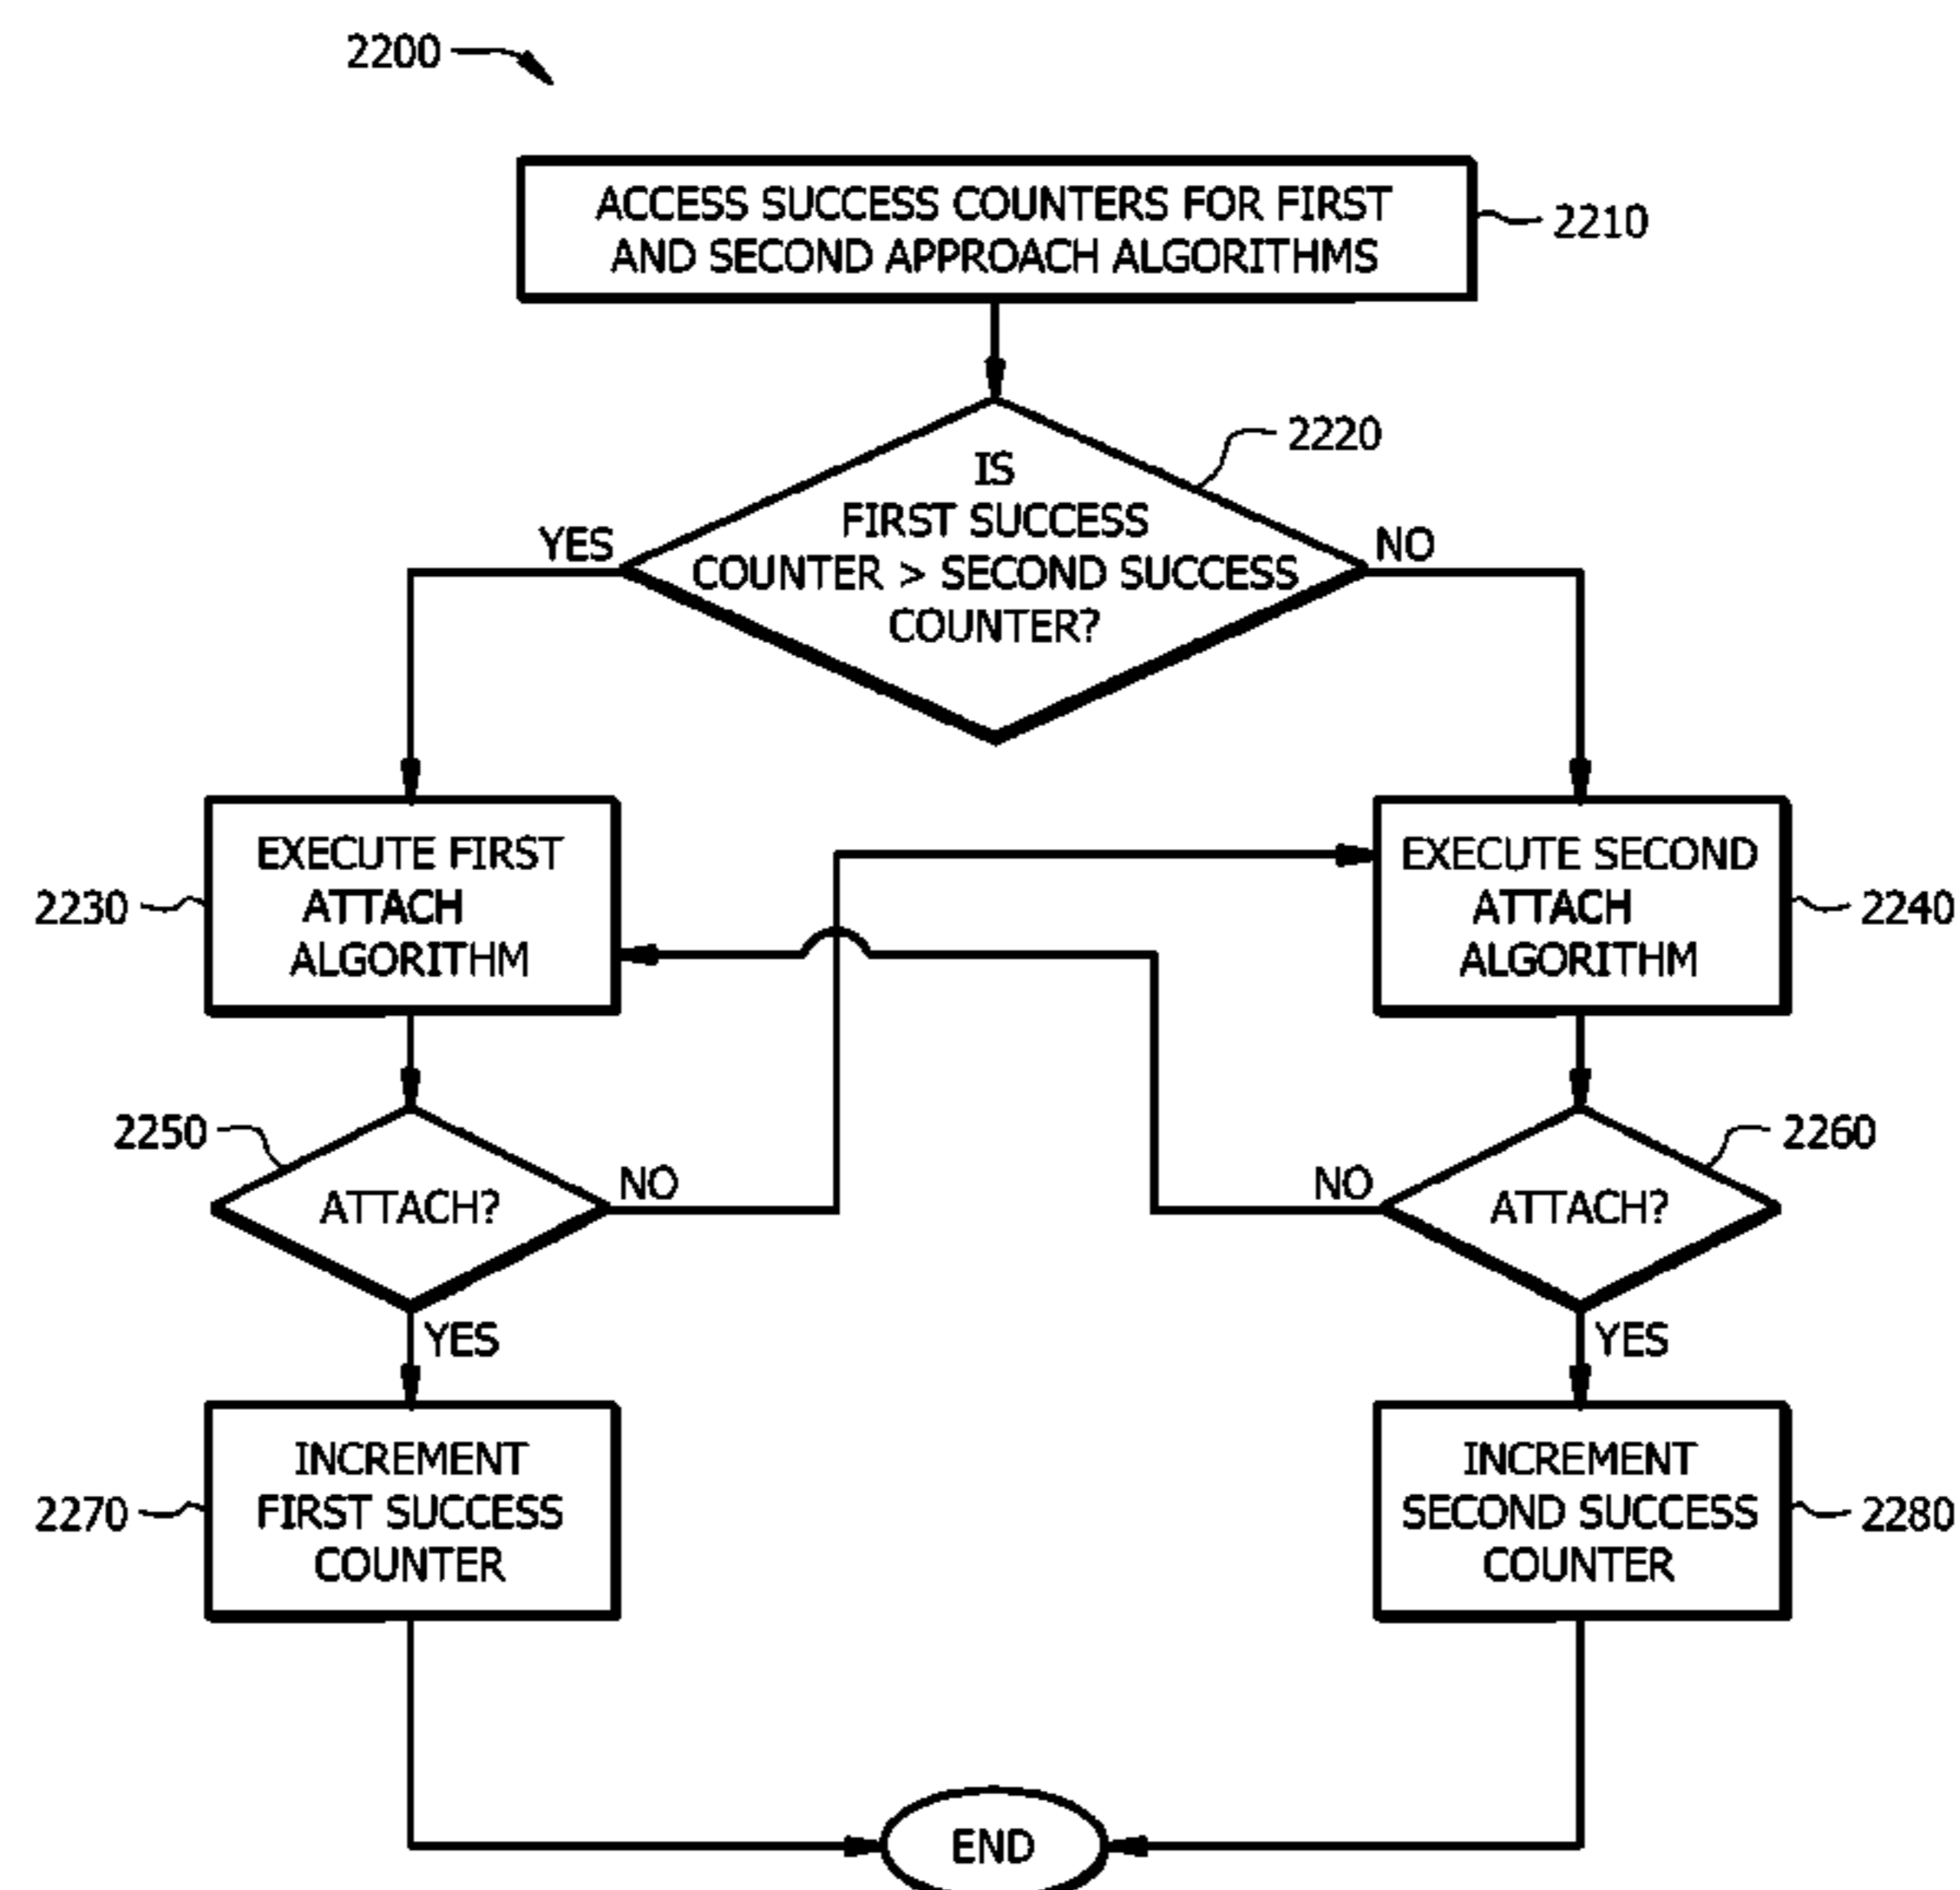 2200
ACCESS SUCCESS COUNTERS FOR FIRST
AND SECOND APPROACH ALGORITHMS
2210
2220
IS
FIRST SUCCESS
COUNTER > SECOND SUCCESS
COUNTER?
YES
NO
EXECUTE FIRST
ATTACH
ALGORITHM
2230
EXECUTE SECOND
ATTACH
ALGORITHM
2240
2250
ATTACH?
NO
YES
2260
ATTACH?
NO
YES
INCREMENT
FIRST SUCCESS
COUNTER
2270
INCREMENT
SECOND SUCCESS
COUNTER
2280
END